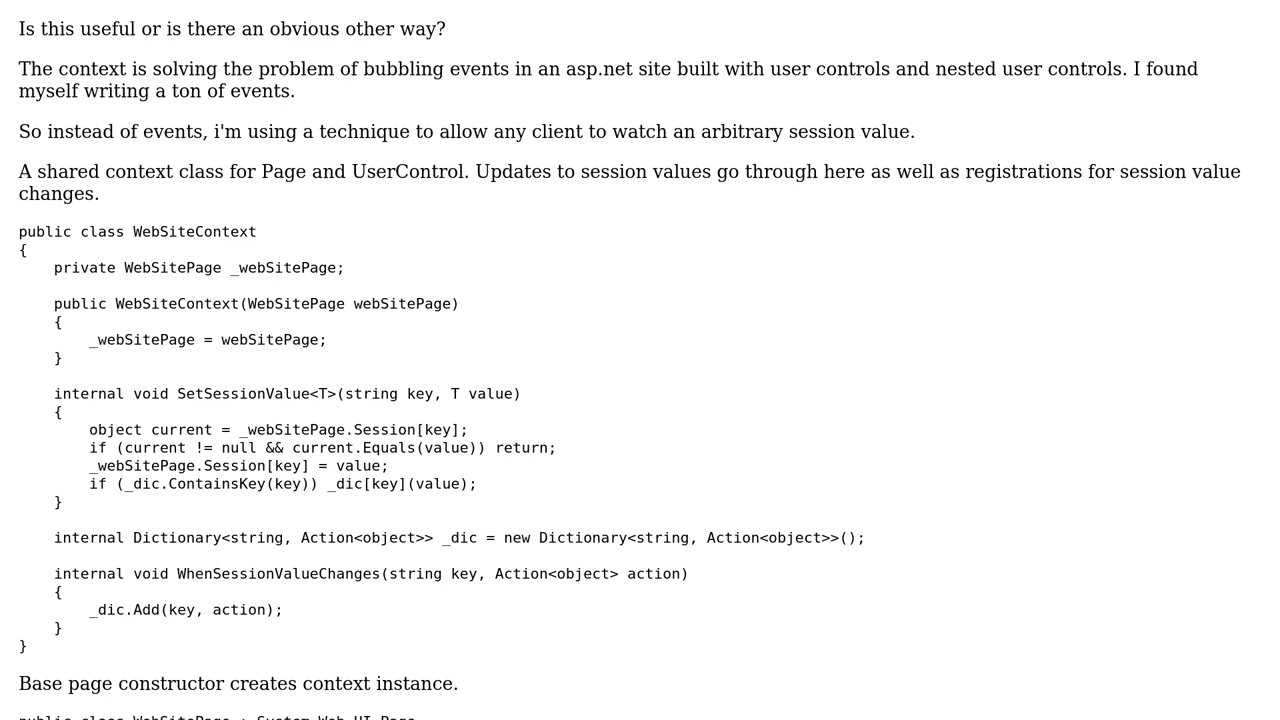 Is this useful or is there an obvious other way?
The context is solving the problem of bubbling events in an asp.net site built with user controls and nested user controls. I found
myself writing a ton of events.
So instead of events, i'm using a technique to allow any client to watch an arbitrary session value.
A shared context class for Page and UserControl. Updates to session values go through here as well as registrations for session value
changes.
public class WebSiteContext
{
    private WebSitePage _webSitePage;

    public WebSiteContext(WebSitePage webSitePage)
    {
        _webSitePage = webSitePage;
    }

    internal void SetSessionValue<T>(string key, T value)
    {
        object current = _webSitePage.Session[key];
        if (current != null && current.Equals(value)) return;
        _webSitePage.Session[key] = value;
        if (_dic.ContainsKey(key)) _dic[key](value);
    }

    internal Dictionary<string, Action<object>> _dic = new Dictionary<string, Action<object>>();

    internal void WhenSessionValueChanges(string key, Action<object> action)
    {
        _dic.Add(key, action);
    }
}
Base page constructor creates context instance.
public class WebSitePage : System.Web.UI.Page